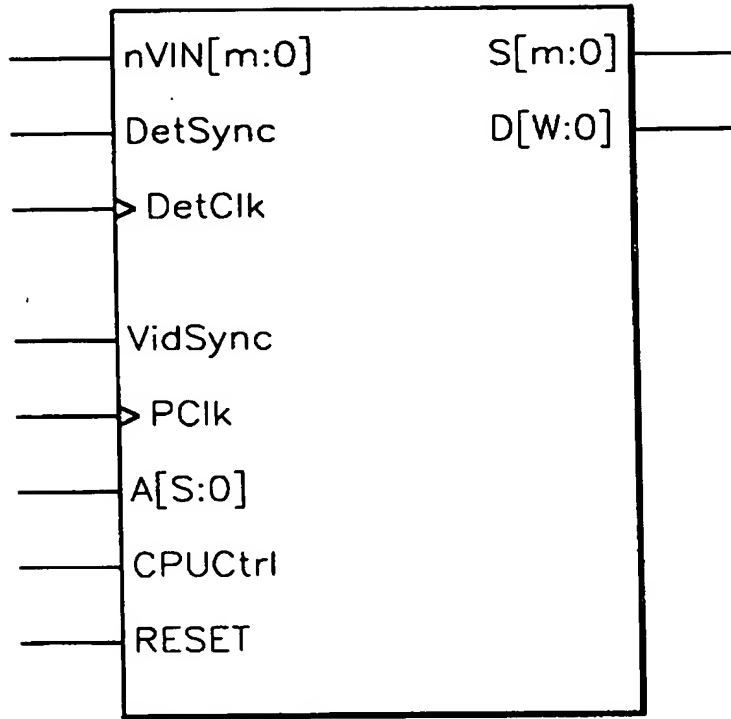 nVIN[m:0]
S[m:0]
DetSync
D[W:0]
DetClk
VidSync
PClk
A[S:0]
CPUCtrl
RESET